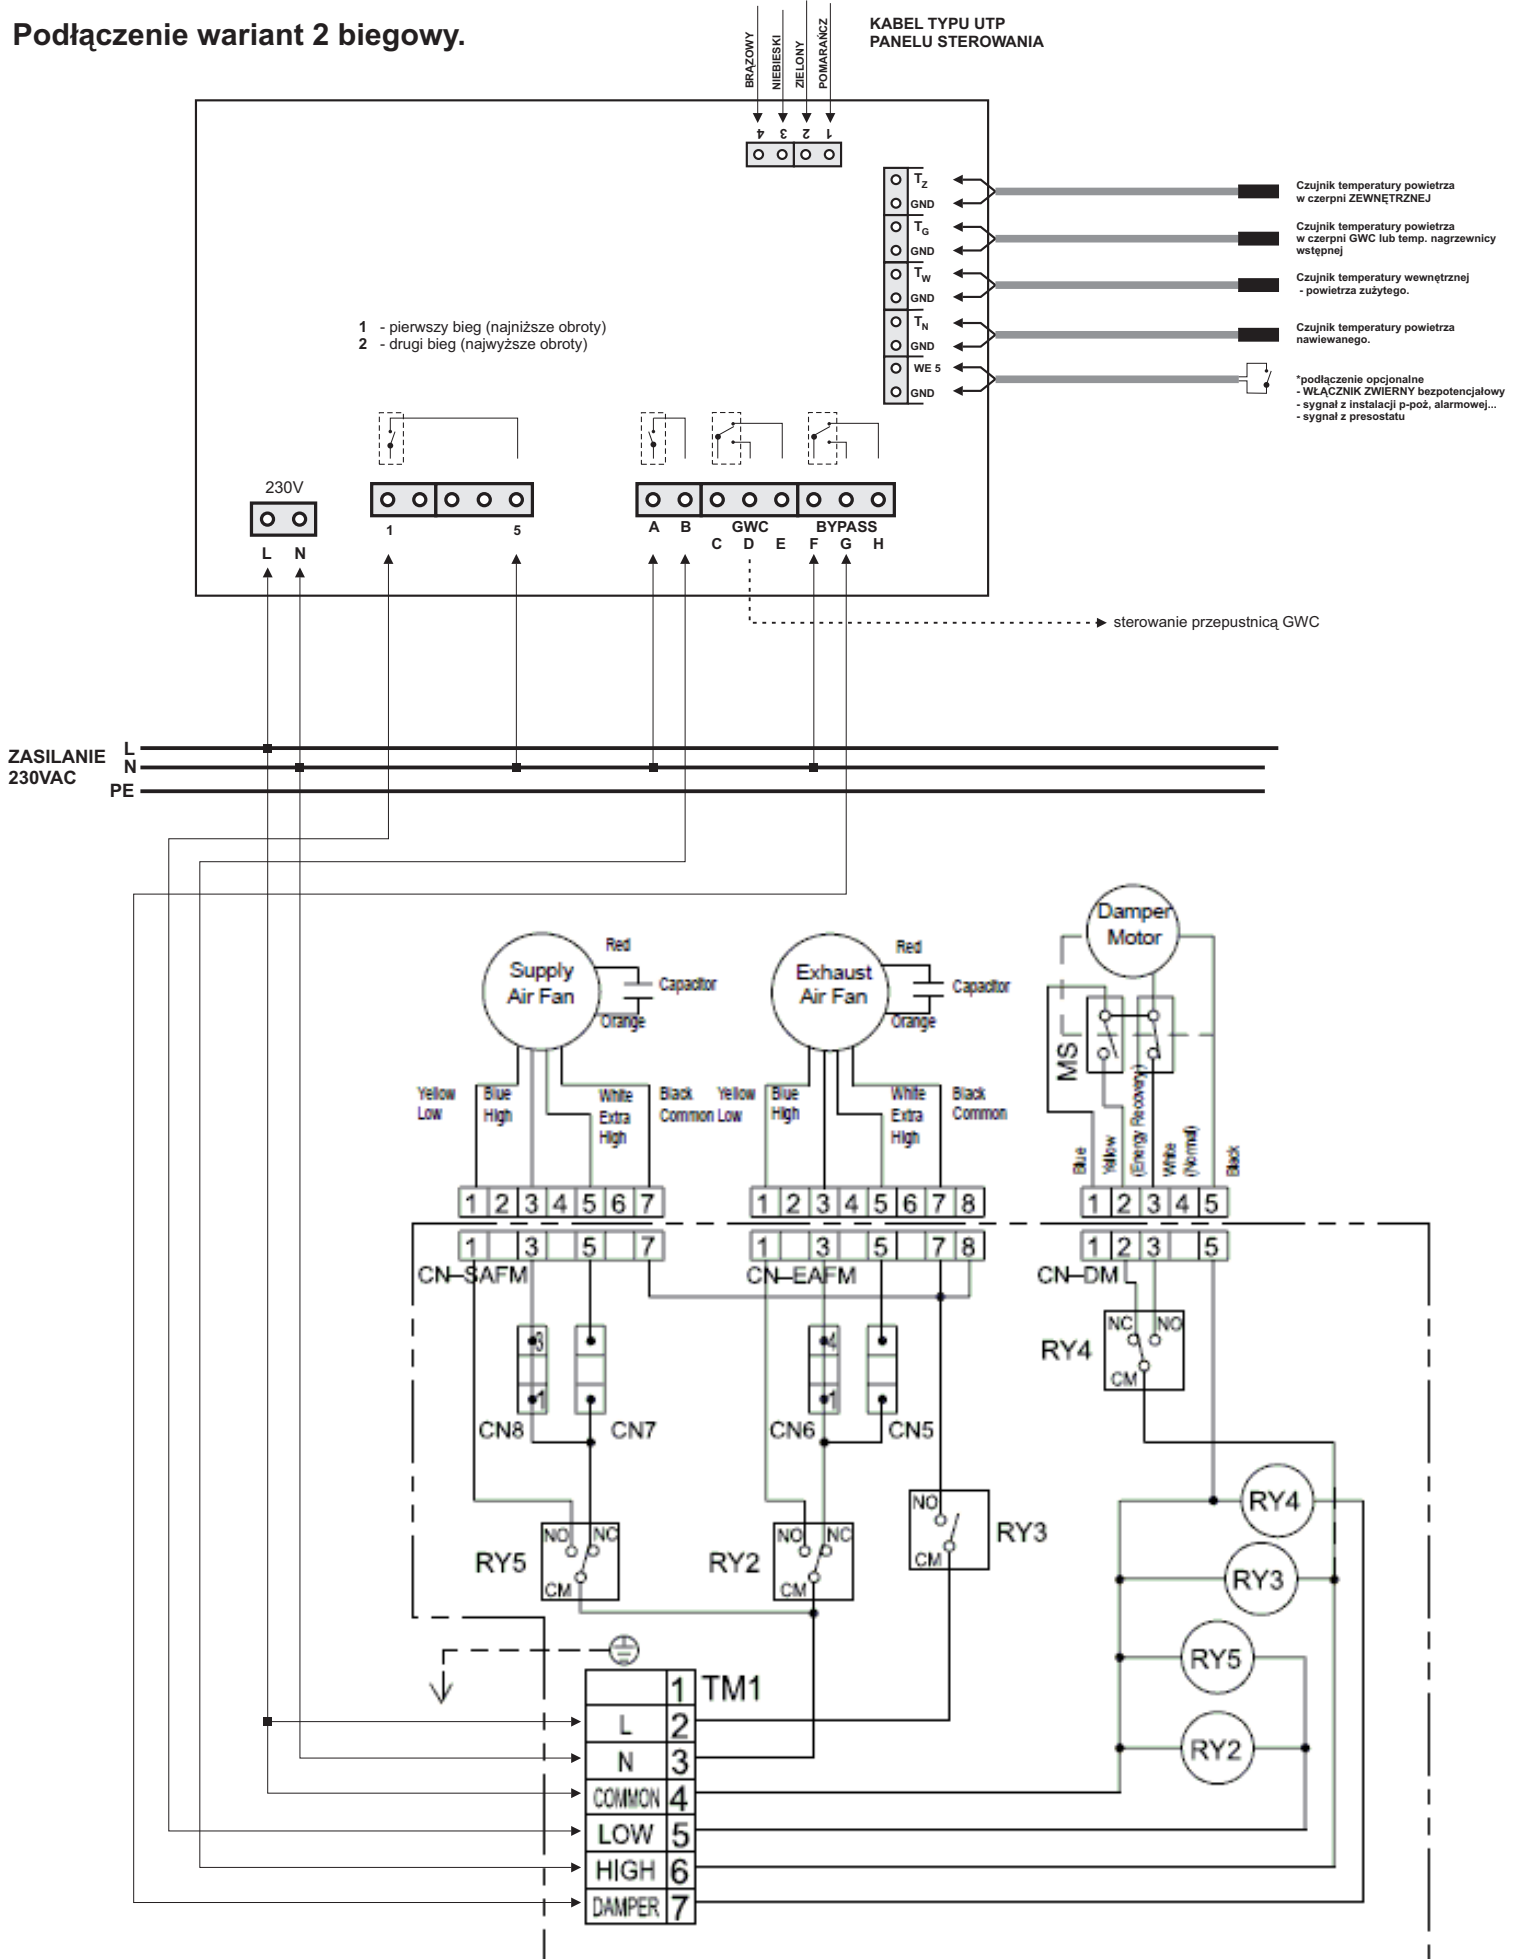 Podłączenie wariant 2 biegowy.
KABEL TYPU UTP
PANELU STEROWANIA
BRĄZOWY
NIEBIESKI
ZIELONY
POMARAŃCZ
4 3 2 1
TZ
GND
TG
GND
TW
GND
TN
GND
WE 5
GND
Czujnik temperatury powietrza
w czerpni ZEWNĘTRZNEJ
Czujnik temperatury powietrza
w czerpni GWC lub temp. nagrzewnicy
wstępnej
Czujnik temperatury wewnętrznej
- powietrza zużytego.
Czujnik temperatury powietrza
nawiewanego.
*podłączenie opcjonalne
- WŁĄCZNIK ZWIERNY bezpotencjałowy
- sygnał z instalacji p-poż, alarmowej...
- sygnał z presostatu
1 - pierwszy bieg (najniższe obroty)
2 - drugi bieg (najwyższe obroty)
230V
L N
1 5
A B GWC BYPASS
C D E F G H
sterowanie przepustnicą GWC
ZASILANIE
230VAC
L
N
PE
Supply
Air Fan
Red
Capacitor
Orange
Exhaust
Air Fan
Red
Capacitor
Orange
Damper
Motor
MS
Yellow
Low
Blue
High
White
Extra
High
Black
Common
Yellow
Low
Blue
High
White
Extra
High
Black
Common
Blue
Yellow
(Energy Recovery)
White
(Normal)
Black
1 2 3 4 5 6 7
1 2 3 4 5 6 7 8
1 2 3 4 5
1 3 5 7
1 3 5 7 8
1 2 3 5
CN–SAFM
CN–EAFM
CN–DM
3
1
4
1
CN8
CN7
CN6
CN5
NC NO
CM
RY4
NO NC
CM
RY5
NO NC
CM
RY2
NO
CM
RY3
RY4
RY3
RY5
RY2
1 TM1
L 2
N 3
COMMON 4
LOW 5
HIGH 6
DAMPER 7